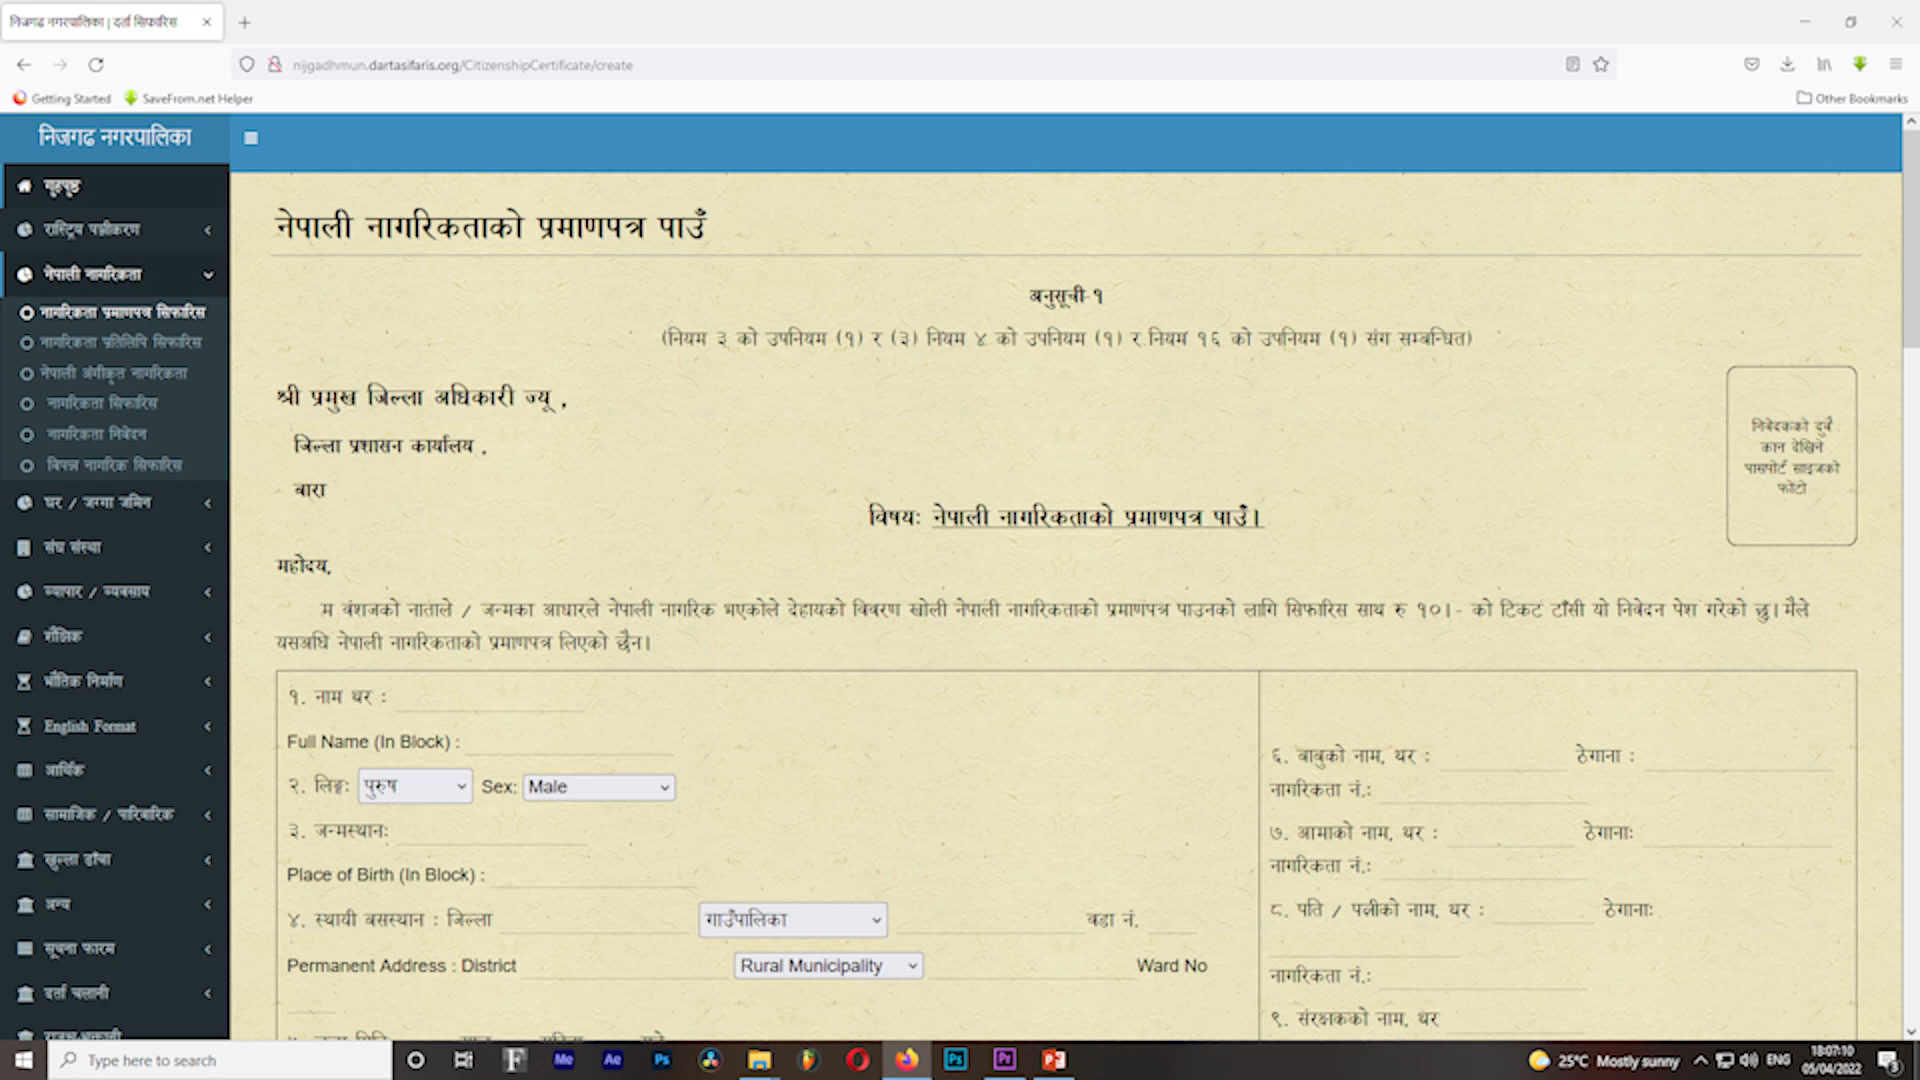 निजगढ नगरपालिका | दर्ता सिफारिस
nijgadhmun.dartasifaris.org/CitizenshipCertificate/create
Getting Started
SaveFrom.net Helper
Other Bookmarks
निजगढ नगरपालिका
गृहपृष्ठ
राष्ट्रिय पञ्जीकरण
नेपाली नागरिकता
नागरिकता प्रमाणपत्र सिफारिस
नागरिकता प्रतिलिपि सिफारिस
नेपाली अंगीकृत नागरिकता
नागरिकता सिफारिस
नागरिकता निवेदन
बिपन्न नागरिक सिफारिस
घर / जग्गा जमिन
संघ संस्था
व्यापार / व्यवसाय
शैक्षिक
भौतिक निर्माण
English Format
आर्थिक
सामाजिक / पारिवारिक
खुल्ला ढाँचा
अन्य
सूचना फारम
दर्ता चलानी
नेपाली नागरिकताको प्रमाणपत्र पाउँ
अनुसूची-१
(नियम ३ को उपनियम (१) र (३) नियम ४ को उपनियम (१) र नियम १६ को उपनियम (१) संग सम्बन्धित)
श्री प्रमुख जिल्ला अधिकारी ज्यू ,
जिल्ला प्रशासन कार्यालय ,
बारा
निवेदकको दुवै
कान देखिने
पासपोर्ट साइजको
फोटो
विषयः नेपाली नागरिकताको प्रमाणपत्र पाउँ।
महोदय,
म बंशजको नाताले / जन्मका आधारले नेपाली नागरिक भएकोले देहायको विवरण खोली नेपाली नागरिकताको प्रमाणपत्र पाउनको लागि सिफारिस साथ रु १०।- को टिकट टाँसी यो निवेदन पेश गरेको छु। मैले
यसअघि नेपाली नागरिकताको प्रमाणपत्र लिएको छैन।
१. नाम थर :
Full Name (In Block) :
२. लिङ्गः पुरुष Sex: Male
३. जन्मस्थानः
Place of Birth (In Block) :
४. स्थायी बसस्थान : जिल्ला गाउँपालिका वडा नं.
Permanent Address : District Rural Municipality Ward No
६. बाबुको नाम, थर : ठेगाना :
नागरिकता नं.:
७. आमाको नाम, थर : ठेगानाः
नागरिकता नं.:
८. पति / पत्नीको नाम, थर : ठेगानाः
नागरिकता नं.:
९. संरक्षकको नाम, थर
Type here to search
25°C Mostly sunny
ENG
18:07:10
05/04/2022